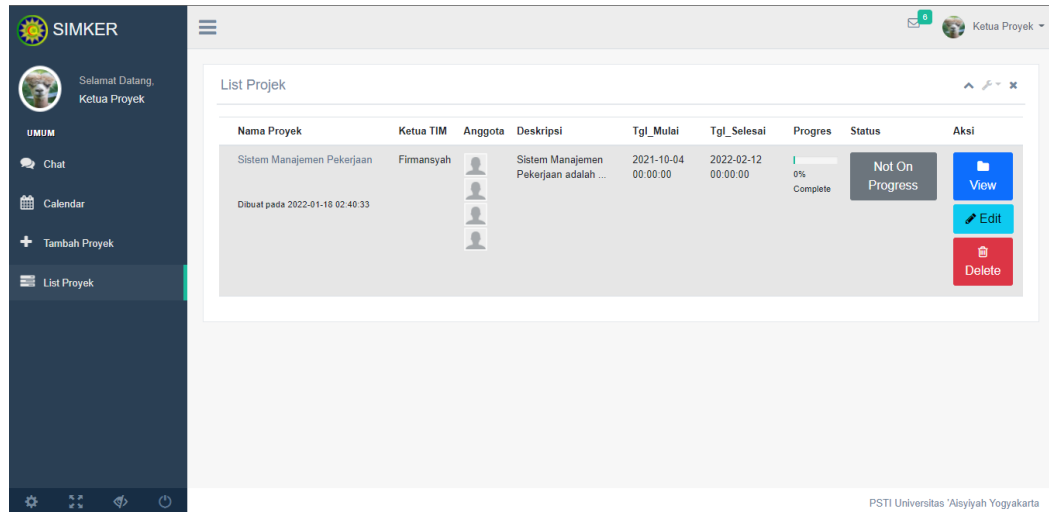 SIMKER
6
Ketua Proyek
Selamat Datang,
Ketua Proyek
UMUM
Chat
Calendar
Tambah Proyek
List Proyek
List Projek
Nama Proyek Ketua TIM Anggota Deskripsi Tgl_Mulai Tgl_Selesai Progres Status Aksi
Sistem Manajemen Pekerjaan Firmansyah Sistem Manajemen 2021-10-04 2022-02-12 Not On View
Pekerjaan adalah ... 00:00:00 00:00:00 0% Progress
Complete
Dibuat pada 2022-01-18 02:40:33
Edit
Delete
PSTI Universitas 'Aisyiyah Yogyakarta